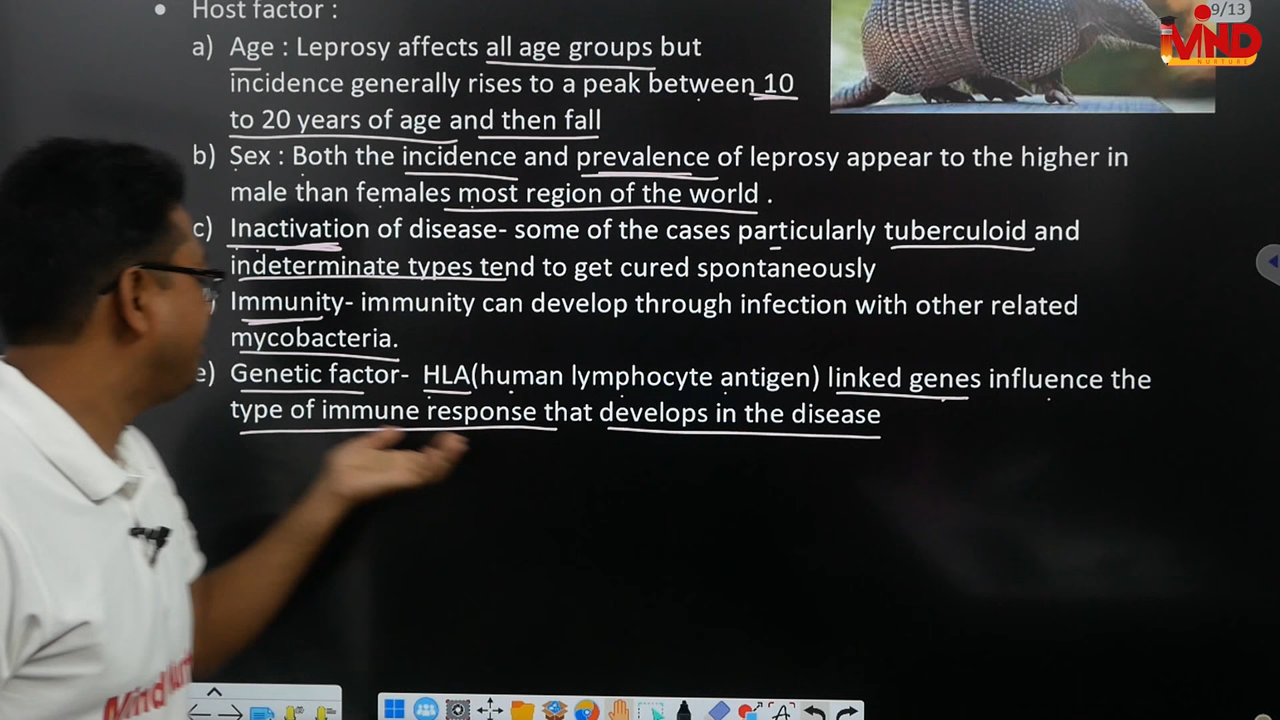 • Host factor :
9/13
MIND
NURTURE
a) Age : Leprosy affects all age groups but
incidence generally rises to a peak between 10
to 20 years of age and then fall
b) Sex : Both the incidence and prevalence of leprosy appear to the higher in
male than females most region of the world .
c) Inactivation of disease- some of the cases particularly tuberculoid and
indeterminate types tend to get cured spontaneously
Immunity- immunity can develop through infection with other related
mycobacteria.
e) Genetic factor- HLA(human lymphocyte antigen) linked genes influence the
type of immune response that develops in the disease
Mind